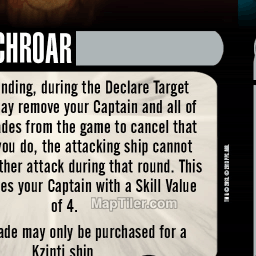 CHROAR
nding, during the Declare Target
ay remove your Captain and all of
ades from the game to cancel that
you do, the attacking ship cannot
ther attack during that round. This
es your Captain with a Skill Value
of 4.
MapTiler.com
ade may only be purchased for a
Kzinti ship